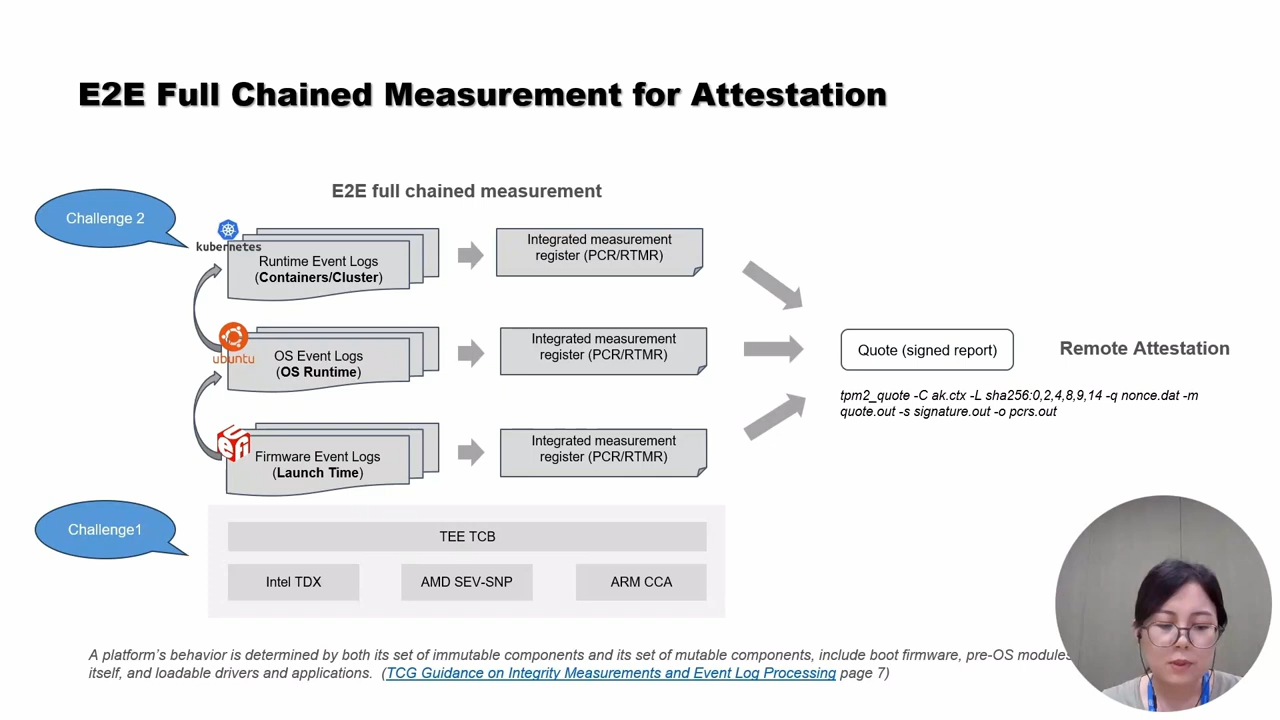 E2E Full Chained Measurement for Attestation
E2E full chained measurement
Challenge 2
kubernetes
Runtime Event Logs
(Containers/Cluster)
Integrated measurement
register (PCR/RTMR)
ubuntu
OS Event Logs
(OS Runtime)
Integrated measurement
register (PCR/RTMR)
Quote (signed report)
Remote Attestation
tpm2_quote -C ak.ctx -L sha256:0,2,4,8,9,14 -q nonce.dat -m
quote.out -s signature.out -o pcrs.out
UEFI
Firmware Event Logs
(Launch Time)
Integrated measurement
register (PCR/RTMR)
Challenge1
TEE TCB
Intel TDX
AMD SEV-SNP
ARM CCA
A platform's behavior is determined by both its set of immutable components and its set of mutable components, include boot firmware, pre-OS modules
itself, and loadable drivers and applications. (TCG Guidance on Integrity Measurements and Event Log Processing page 7)